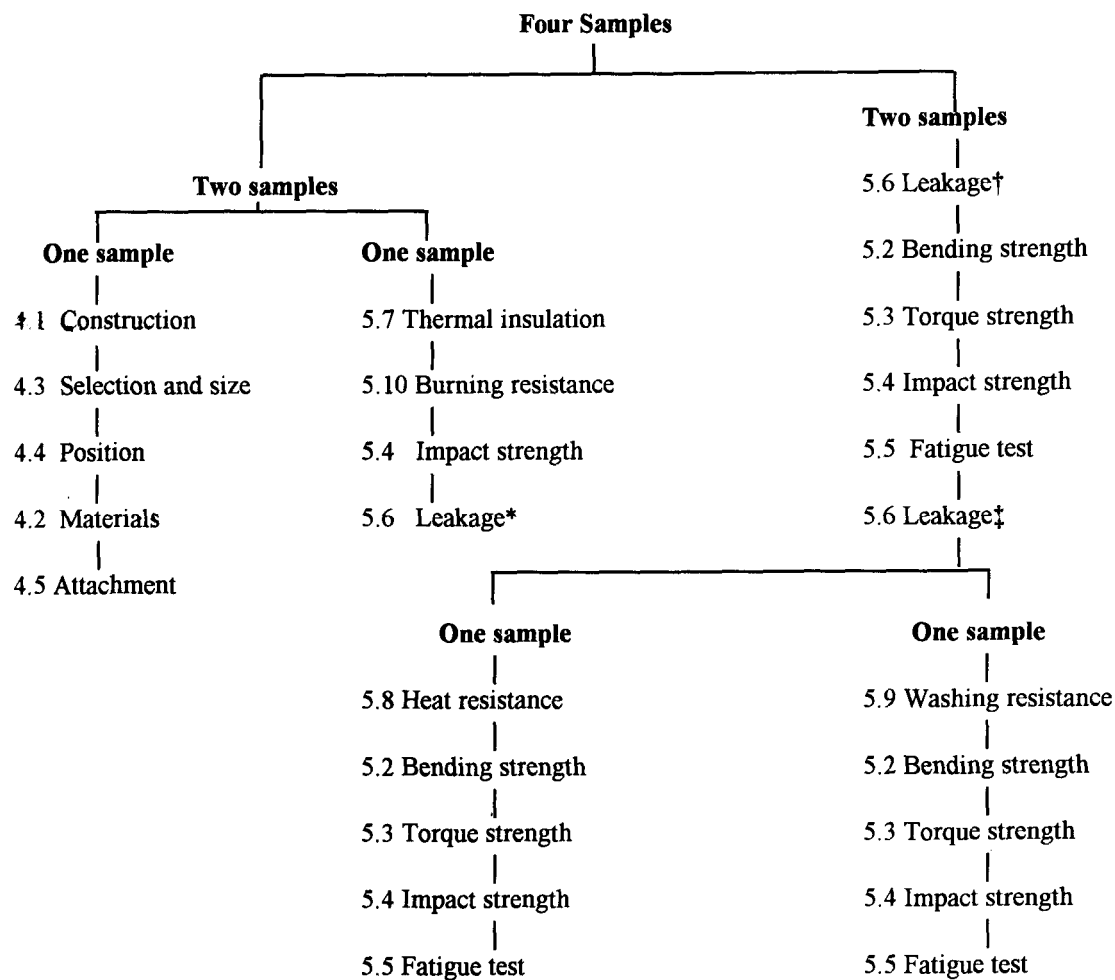 Four Samples
Two samples
One sample
4.1 Construction
4.3 Selection and size
4.4 Position
4.2 Materials
4.5 Attachment
One sample
5.7 Thermal insulation
5.10 Burning resistance
5.4 Impact strength
5.6 Leakage*
Two samples
5.6 Leakage†
5.2 Bending strength
5.3 Torque strength
5.4 Impact strength
5.5 Fatigue test
5.6 Leakage‡
One sample
5.8 Heat resistance
5.2 Bending strength
5.3 Torque strength
5.4 Impact strength
5.5 Fatigue test
One sample
5.9 Washing resistance
5.2 Bending strength
5.3 Torque strength
5.4 Impact strength
5.5 Fatigue test